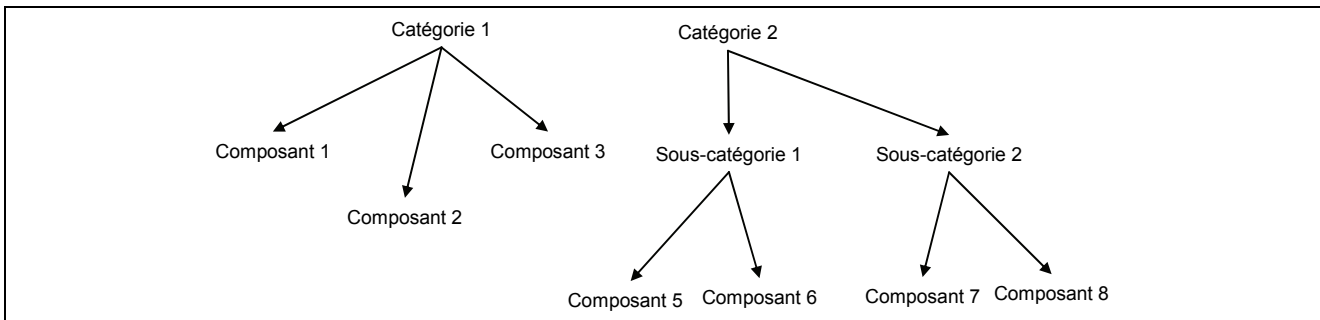 Catégorie 1
Catégorie 2
Composant 1
Composant 3
Sous-catégorie 1
Sous-catégorie 2
Composant 2
Composant 5
Composant 6
Composant 7
Composant 8